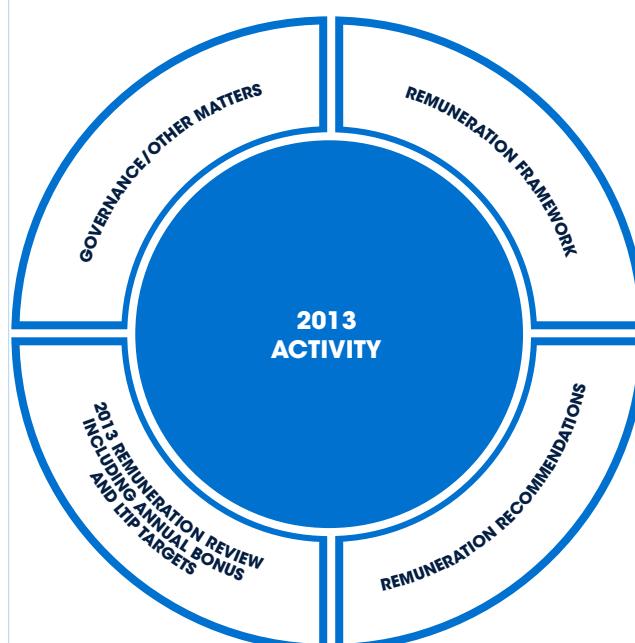 GOVERNANCE/OTHER MATTERS
REMUNERATION FRAMEWORK
2013
ACTIVITY
2013 REMUNERATION REVIEW
INCLUDING ANNUAL BONUS
AND LTIP TARGETS
REMUNERATION RECOMMENDATIONS